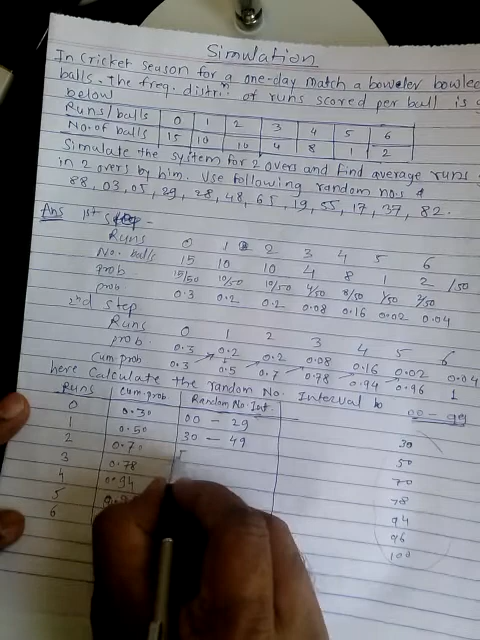 Simulation
In Cricket season for a one-day match a bowler bowled
balls. the freq. distriⁿ of runs scored per ball is
below
Runs/balls 0 1 2 3 4 5 6
No. of balls 15 10 10 4 8 1 2
Simulate the system for 2 overs and find average runs
in 2 overs by him. Use following random no.s
88, 03, 05, 29, 28, 48, 65, 19, 55, 17, 37, 82.
Ans 1st step -
Runs 0 1 2 3 4 5 6
No. balls 15 10 10 4 8 1 2 /50
prob 15/50 10/50 10/50 4/50 8/50 1/50 2/50
prob 0.3 0.2 0.2 0.08 0.16 0.02 0.04
2nd step
Runs 0 1 2 3 4 5 6
prob. 0.3 0.2 0.2 0.08 0.16 0.02 0.04
Cum.prob 0.3 0.5 0.7 0.78 0.94 0.96 1
here Calculate the random No. Interval to 00 - 99
Runs Cum.prob. Random No. Int.
0 0.30 00 - 29 30
1 0.50 30 - 49 50
2 0.70 5 70
3 0.78 78
4 0.94 94
5 96
6 100